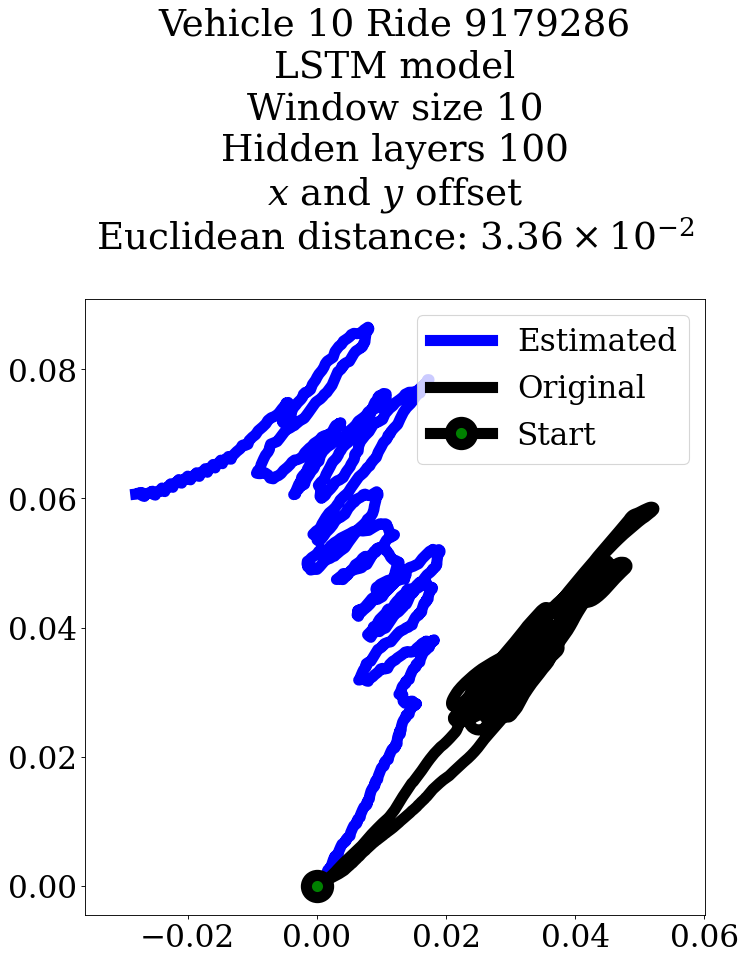 Vehicle 10 Ride 9179286
LSTM model
Window size 10
Hidden layers 100
x and y offset
Euclidean distance: 3.36 × 10⁻²
Estimated
Original
Start
0.08
0.06
0.04
0.02
0.00
−0.02 0.00 0.02 0.04 0.06